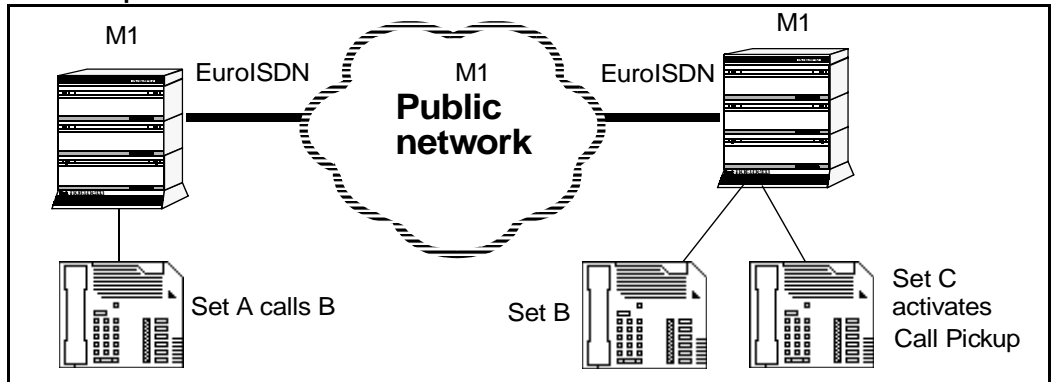 M1
M1
EuroISDN
M1
EuroISDN
Public
network
Set A calls B
Set B
Set C
activates
Call Pickup